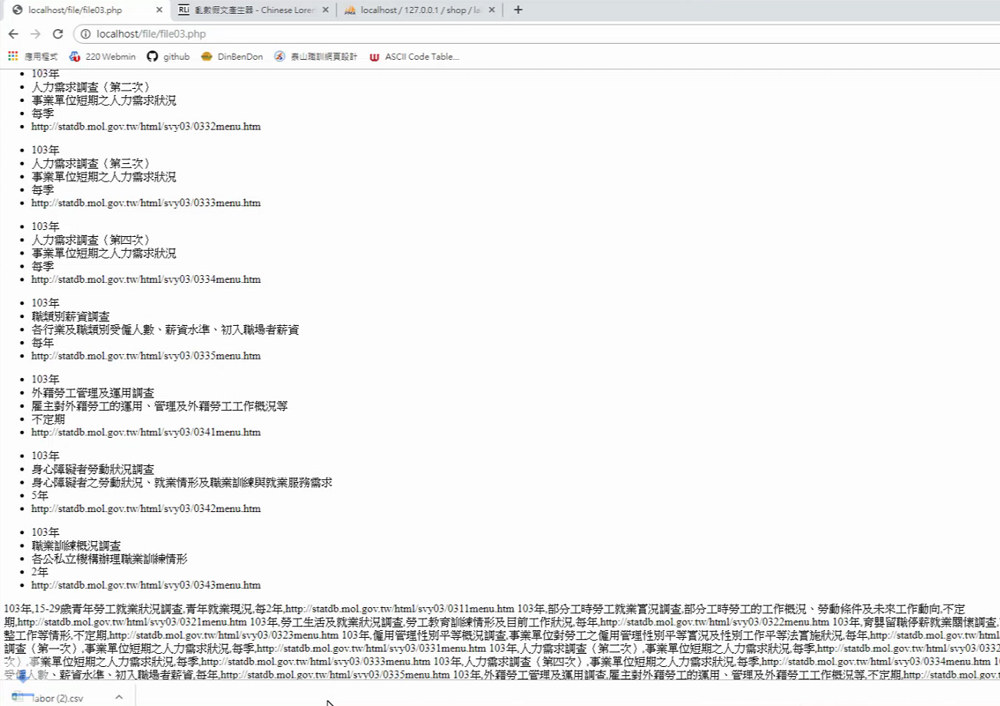 localhost/file/file03.php
RLi 亂數假文產生器 - Chinese Lorer
localhost / 127.0.0.1 / shop / la
localhost/file/file03.php
應用程式 220 Webmin github DinBenDon 泰山職訓網頁設計 ASCII Code Table...
103年
人力需求調查（第二次）
事業單位短期之人力需求狀況
每季
http://statdb.mol.gov.tw/html/svy03/0332menu.htm
103年
人力需求調查（第三次）
事業單位短期之人力需求狀況
每季
http://statdb.mol.gov.tw/html/svy03/0333menu.htm
103年
人力需求調查（第四次）
事業單位短期之人力需求狀況
每季
http://statdb.mol.gov.tw/html/svy03/0334menu.htm
103年
職類別薪資調查
各行業及職類別受僱人數、薪資水準、初入職場者薪資
每年
http://statdb.mol.gov.tw/html/svy03/0335menu.htm
103年
外籍勞工管理及運用調查
雇主對外籍勞工的運用、管理及外籍勞工工作概況等
不定期
http://statdb.mol.gov.tw/html/svy03/0341menu.htm
103年
身心障礙者勞動狀況調查
身心障礙者之勞動狀況、就業情形及職業訓練與就業服務需求
5年
http://statdb.mol.gov.tw/html/svy03/0342menu.htm
103年
職業訓練概況調查
各公私立機構辦理職業訓練情形
2年
http://statdb.mol.gov.tw/html/svy03/0343menu.htm
103年,15-29歲青年勞工就業狀況調查,青年就業現況,每2年,http://statdb.mol.gov.tw/html/svy03/0311menu.htm 103年,部分工時勞工就業實況調查,部分工時勞工的工作概況、勞動條件及未來工作動向,不定
期,http://statdb.mol.gov.tw/html/svy03/0321menu.htm 103年,勞工生活及就業狀況調查,勞工教育訓練情形及目前工作狀況,每年,http://statdb.mol.gov.tw/html/svy03/0322menu.htm 103年,育嬰留職停薪就業關懷調查,
整工作等情形,不定期,http://statdb.mol.gov.tw/html/svy03/0323menu.htm 103年,僱用管理性別平等概況調查,事業單位對勞工之僱用管理性別平等實況及性別工作平等法實施狀況,每年,http://statdb.mol.gov.tw/html
調查（第一次）,事業單位短期之人力需求狀況,每季,http://statdb.mol.gov.tw/html/svy03/0331menu.htm 103年,人力需求調查（第二次）,事業單位短期之人力需求狀況,每季,http://statdb.mol.gov.tw/html/svy03/0332
次）,事業單位短期之人力需求狀況,每季,http://statdb.mol.gov.tw/html/svy03/0333menu.htm 103年,人力需求調查（第四次）,事業單位短期之人力需求狀況,每季,http://statdb.mol.gov.tw/html/svy03/0334menu.htm 1
受僱人數、薪資水準、初入職場者薪資,每年,http://statdb.mol.gov.tw/html/svy03/0335menu.htm 103年,外籍勞工管理及運用調查,雇主對外籍勞工的運用、管理及外籍勞工工作概況等,不定期,http://statdb.mol.gov.tw
labor (2).csv